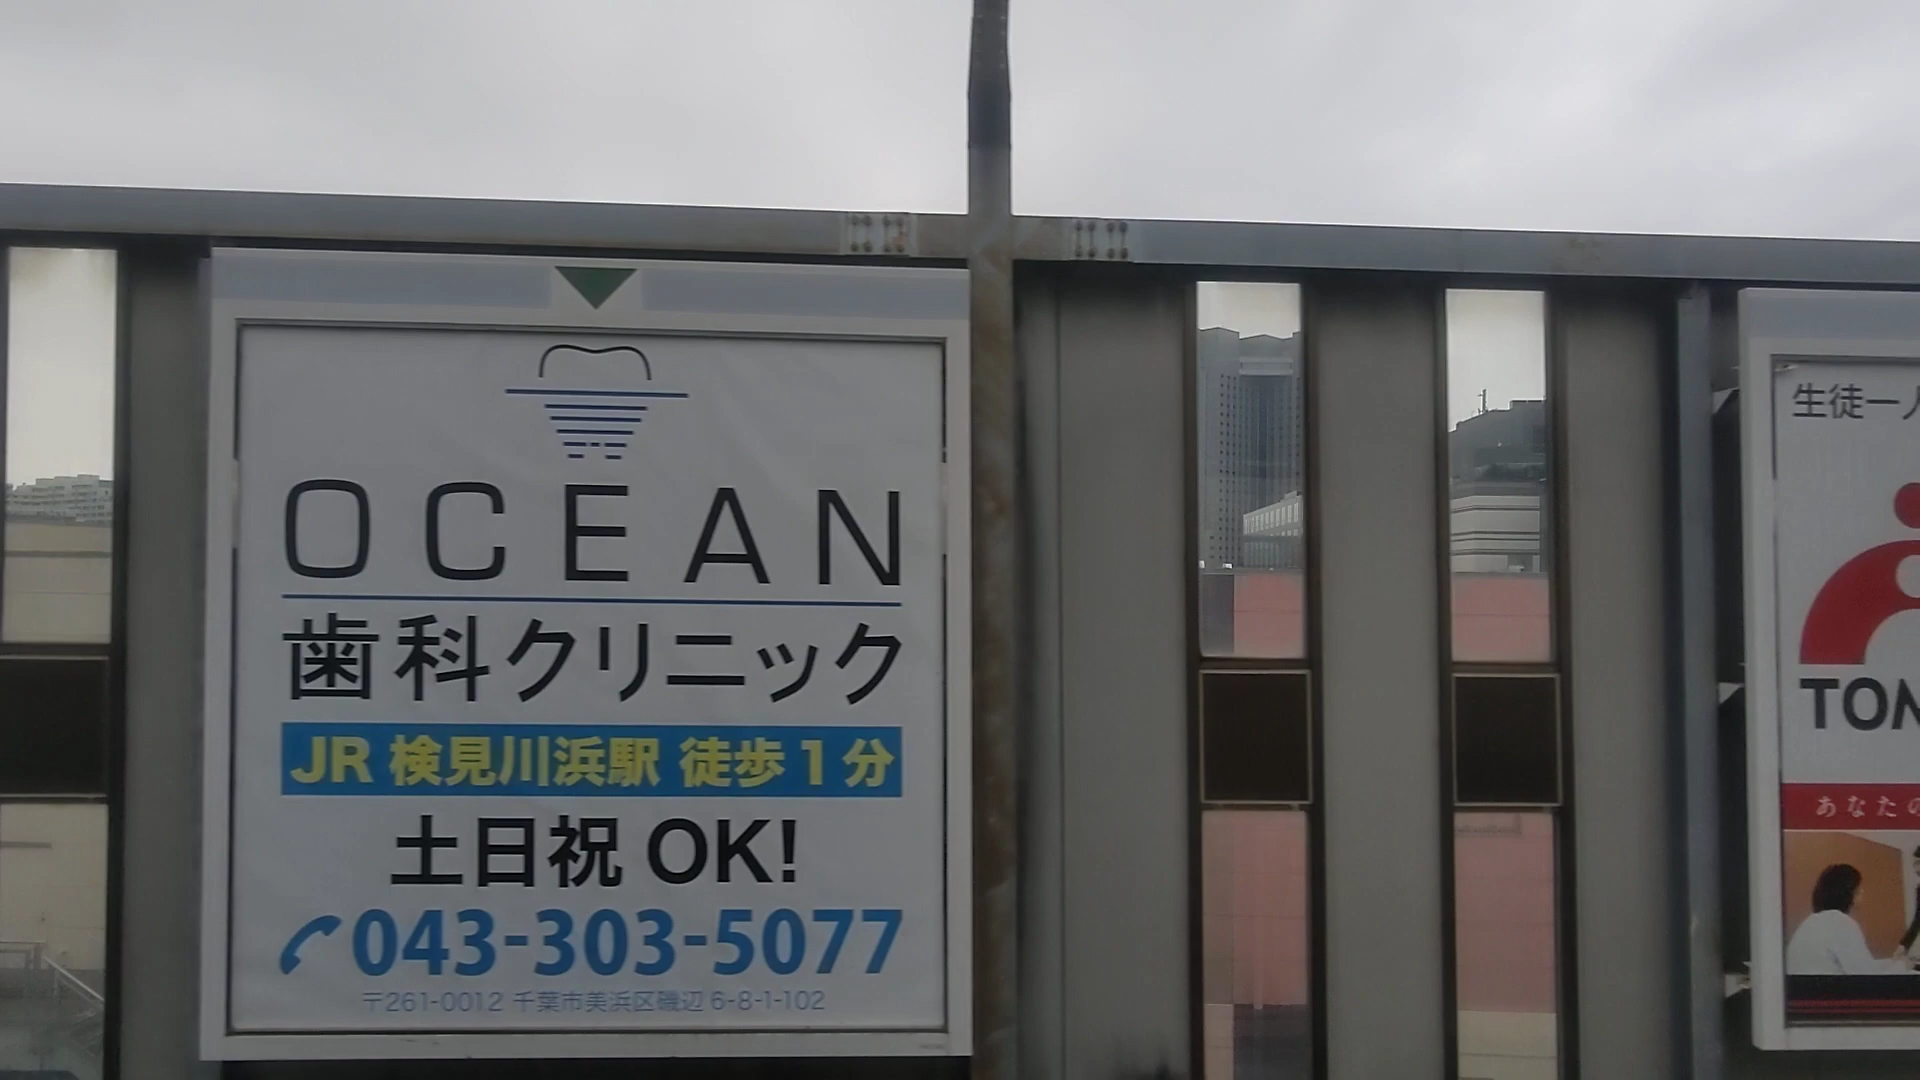 OCEAN
歯科クリニック
JR 検見川浜駅 徒歩1分
土日祝 OK!
043-303-5077
〒261-0012 千葉市美浜区磯辺 6-8-1-102
生徒一人
TOM
あなたの